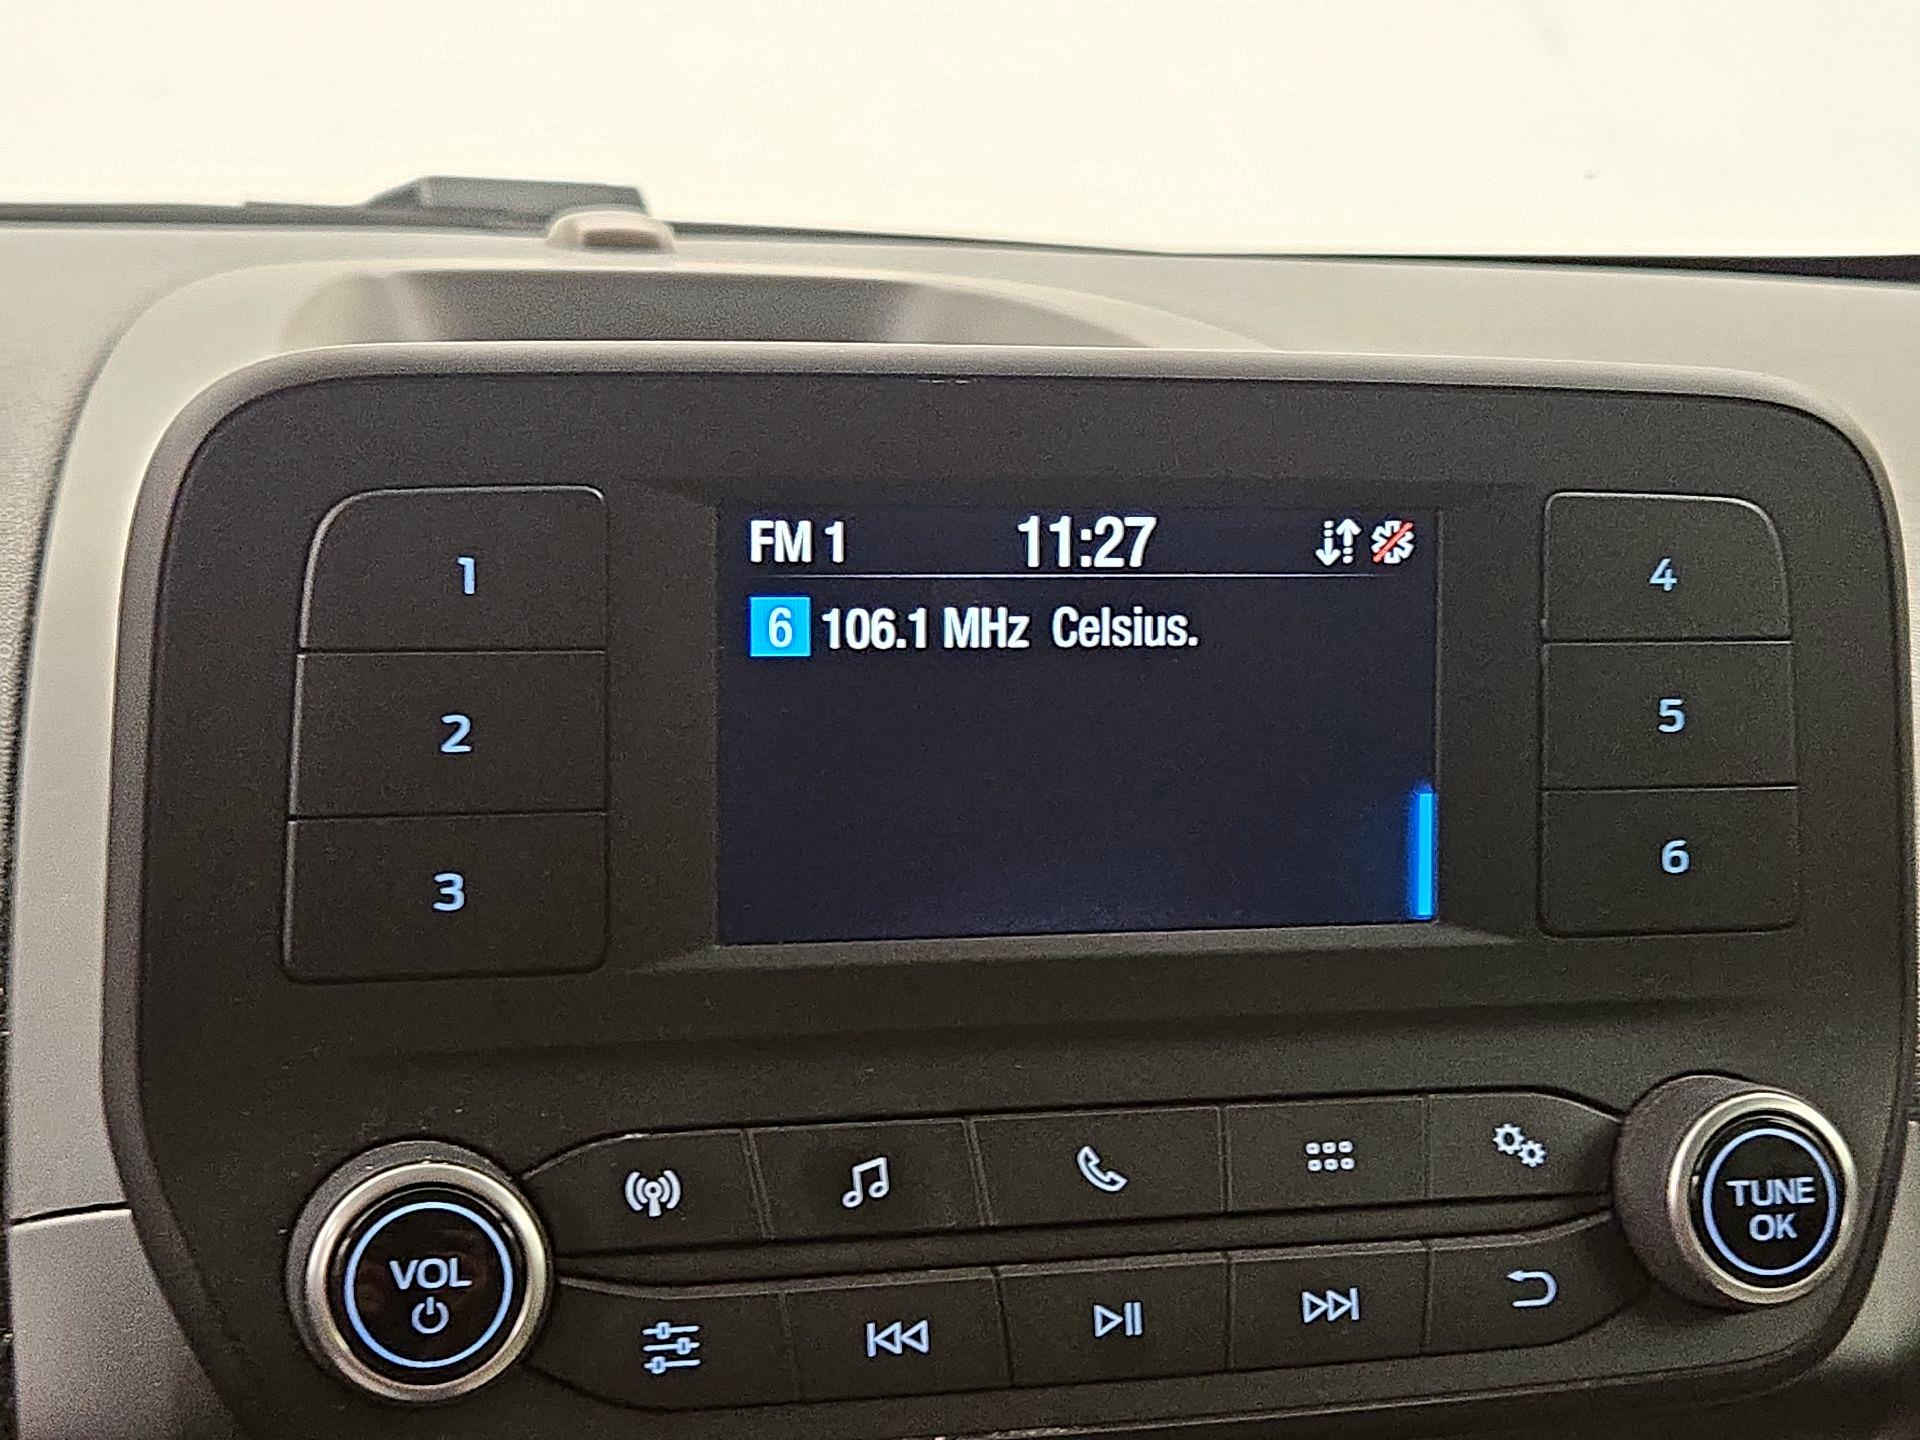 FM 1 11:27
6 106.1 MHz Celsius.
1
2
3
4
5
6
VOL
TUNE
OK